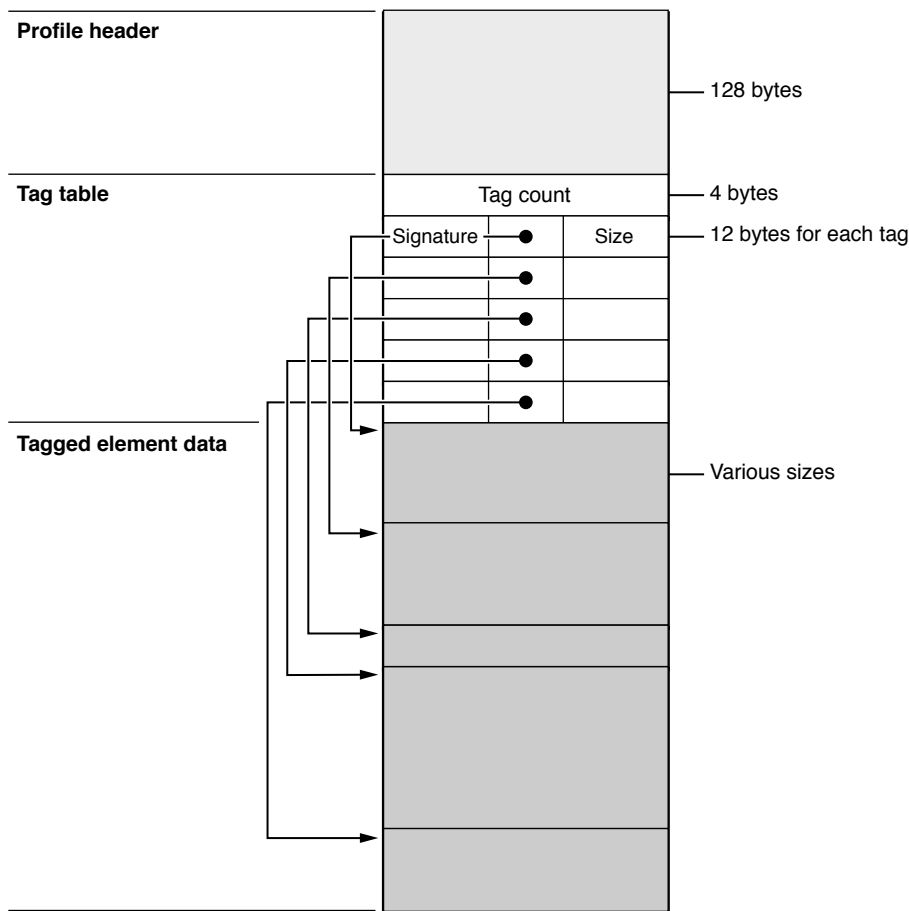 Profile header
128 bytes
Tag table
Tag count
4 bytes
Signature
Size
12 bytes for each tag
Tagged element data
Various sizes